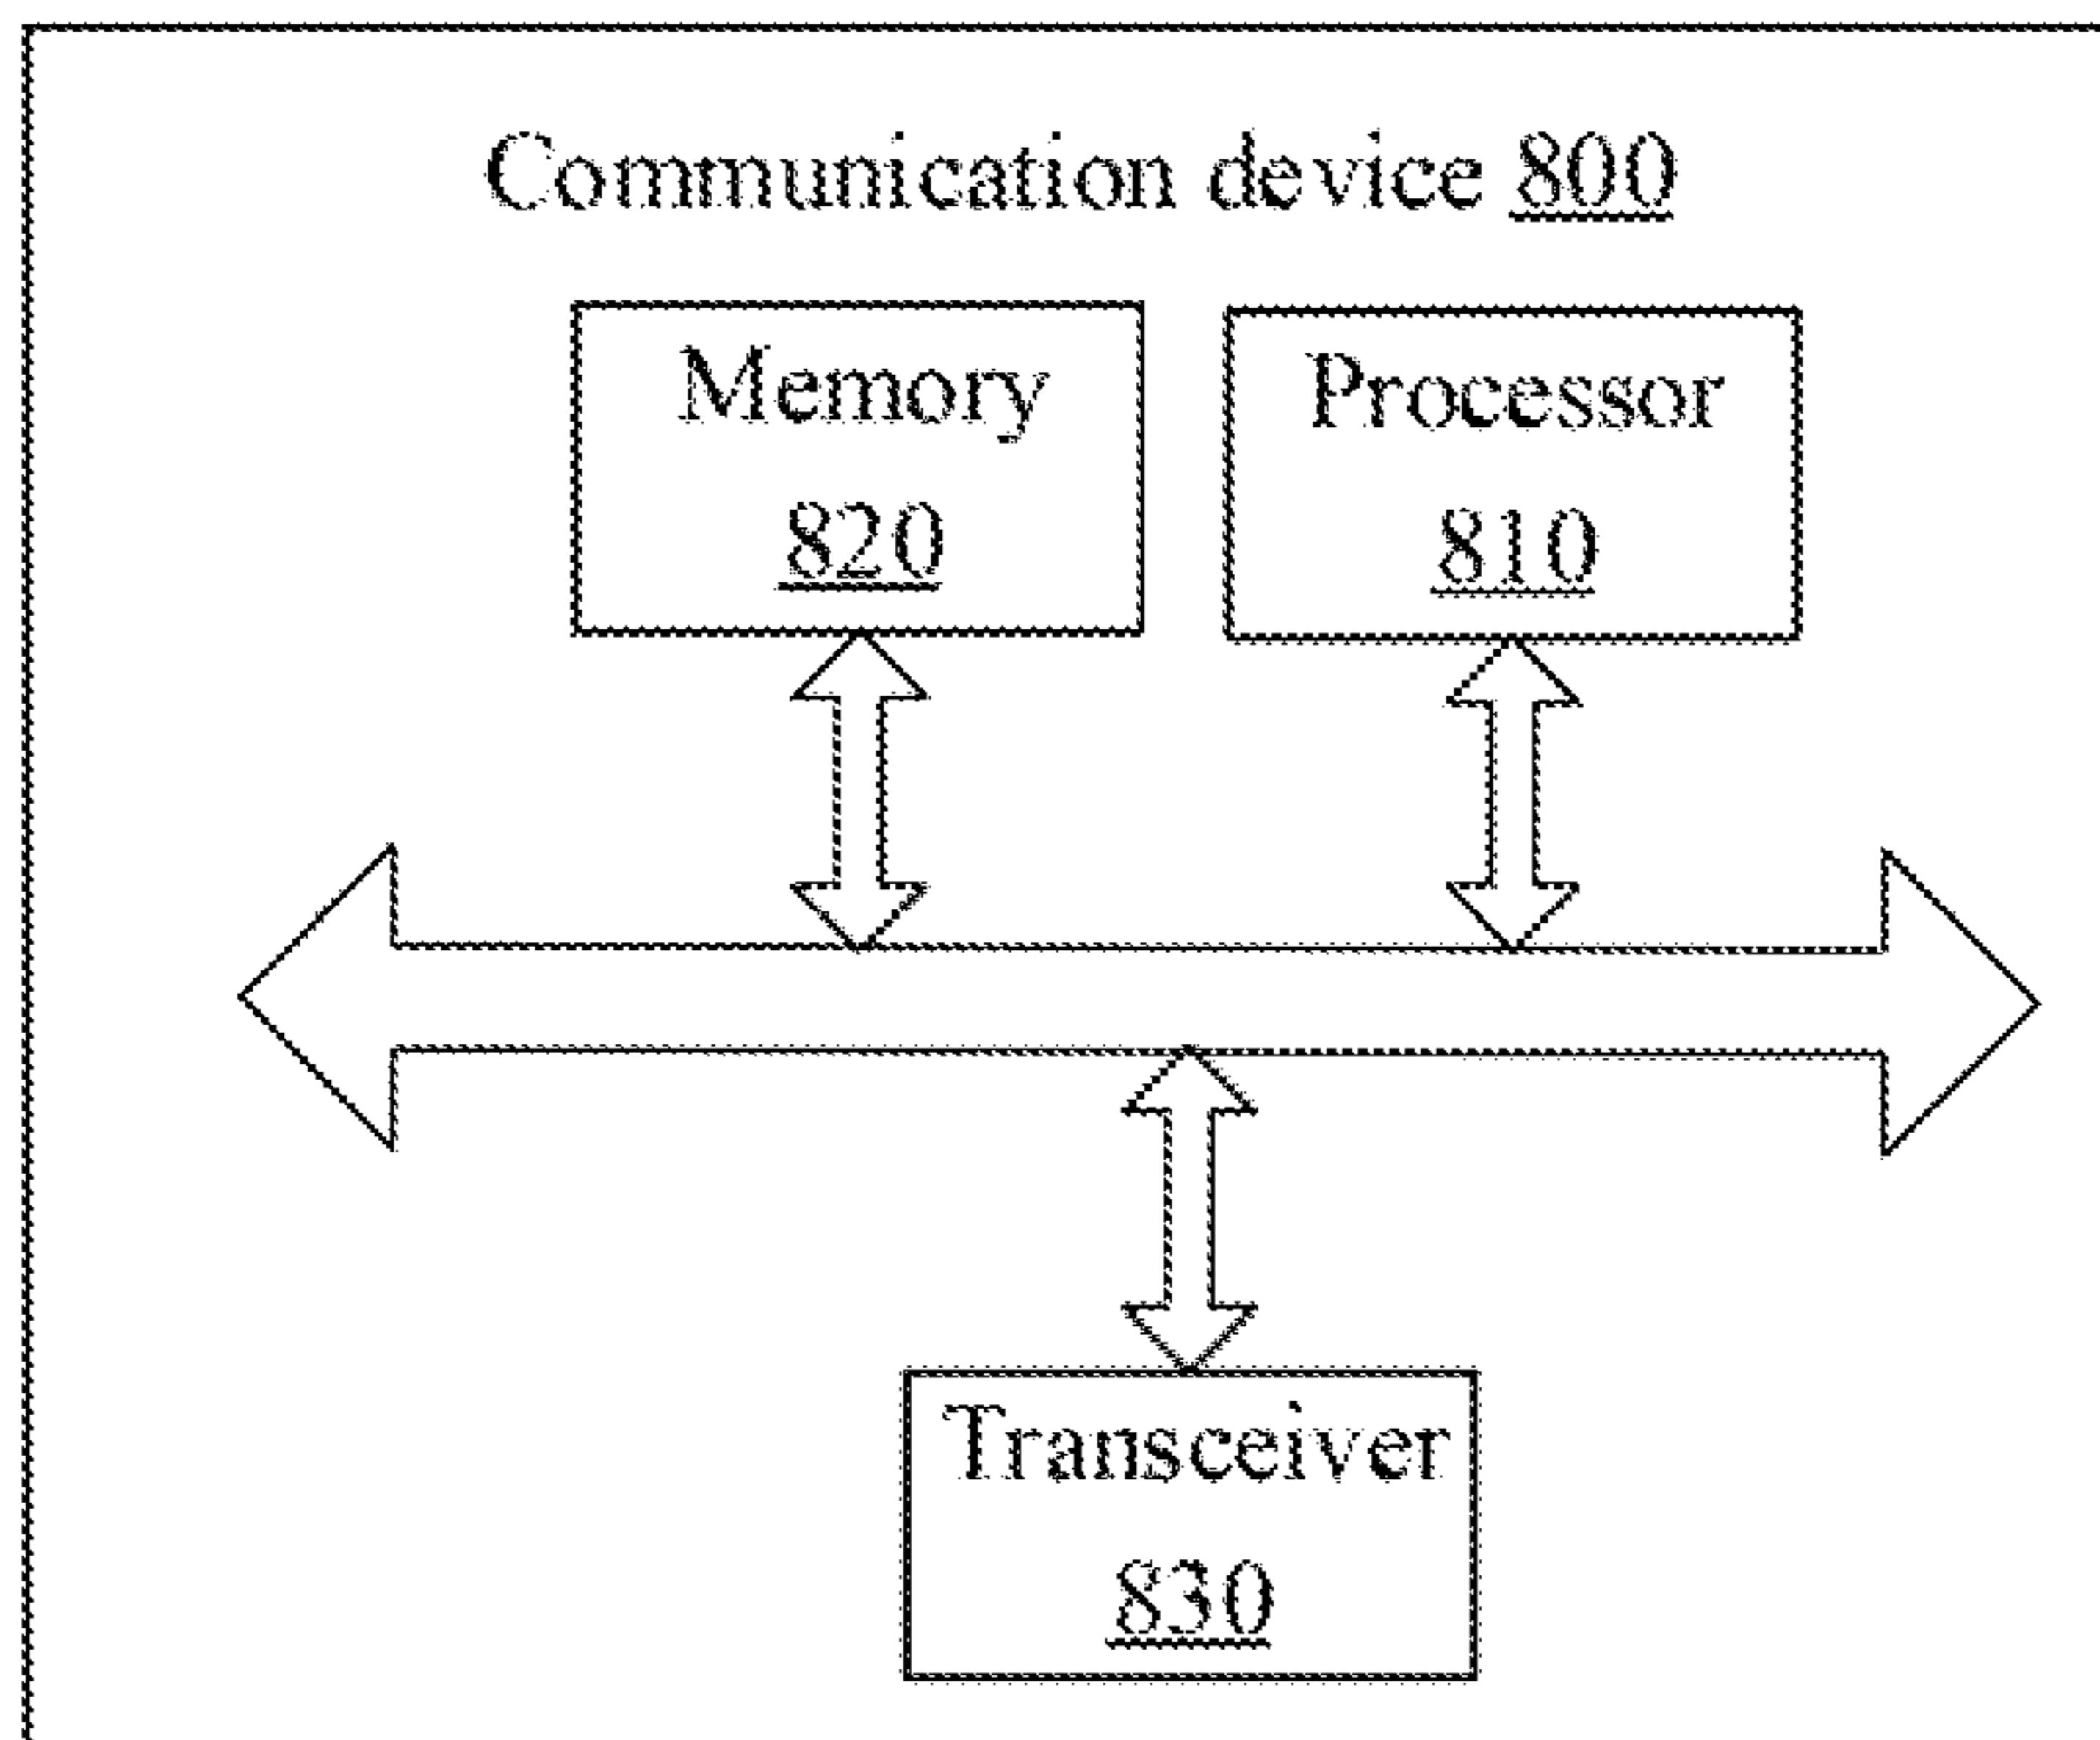 Communication device 800
Memory
820
Processor
810
Transceiver
830